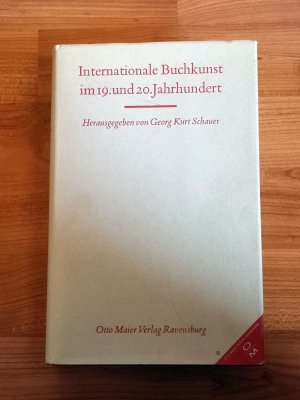 Internationale Buchkunst
im 19. und 20. Jahrhundert
Herausgegeben von Georg Kurt Schauer
Otto Maier Verlag Ravensburg
O
M